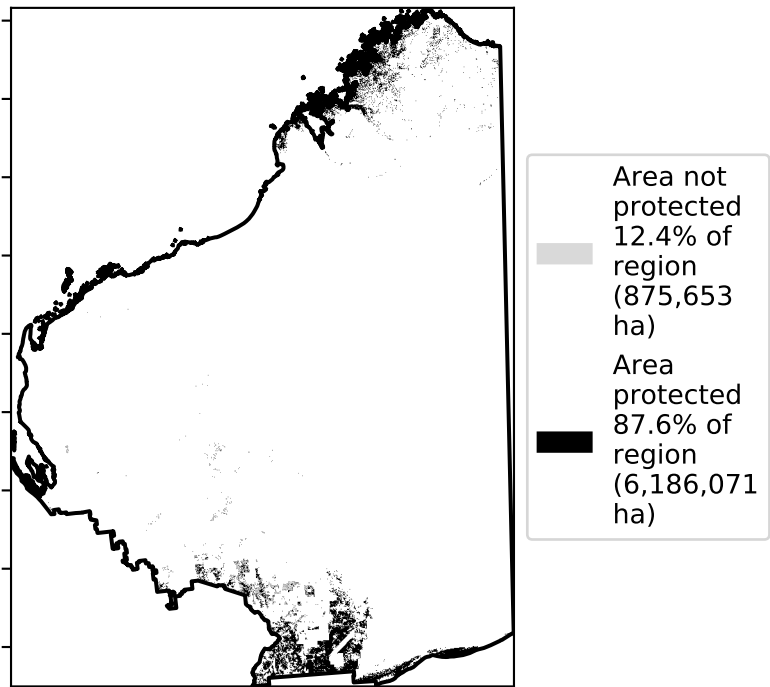 Area not
protected
12.4% of
region
(875,653
ha)
Area
protected
87.6% of
region
(6,186,071
ha)